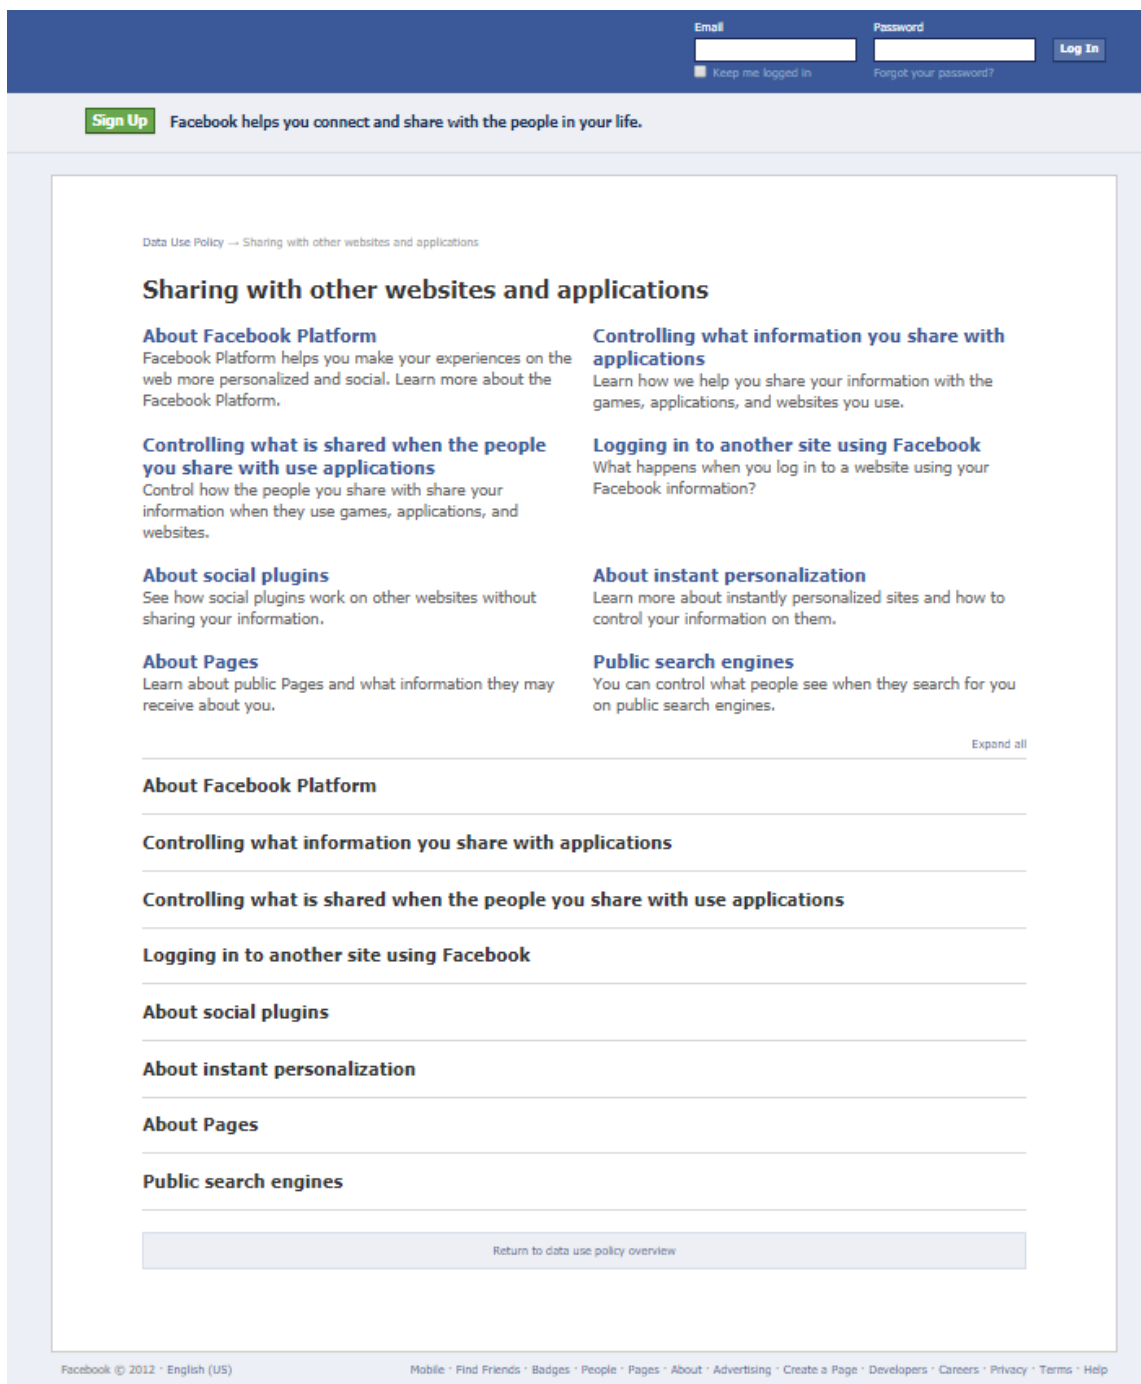 Email
Password
Log In
Keep me logged in
Forgot your password?
Sign Up
Facebook helps you connect and share with the people in your life.
Data Use Policy → Sharing with other websites and applications
Sharing with other websites and applications
About Facebook Platform
Facebook Platform helps you make your experiences on the
web more personalized and social. Learn more about the
Facebook Platform.
Controlling what information you share with
applications
Learn how we help you share your information with the
games, applications, and websites you use.
Controlling what is shared when the people
you share with use applications
Control how the people you share with share your
information when they use games, applications, and
websites.
Logging in to another site using Facebook
What happens when you log in to a website using your
Facebook information?
About social plugins
See how social plugins work on other websites without
sharing your information.
About instant personalization
Learn more about instantly personalized sites and how to
control your information on them.
About Pages
Learn about public Pages and what information they may
receive about you.
Public search engines
You can control what people see when they search for you
on public search engines.
Expand all
About Facebook Platform
Controlling what information you share with applications
Controlling what is shared when the people you share with use applications
Logging in to another site using Facebook
About social plugins
About instant personalization
About Pages
Public search engines
Return to data use policy overview
Facebook © 2012 · English (US)
Mobile · Find Friends · Badges · People · Pages · About · Advertising · Create a Page · Developers · Careers · Privacy · Terms · Help